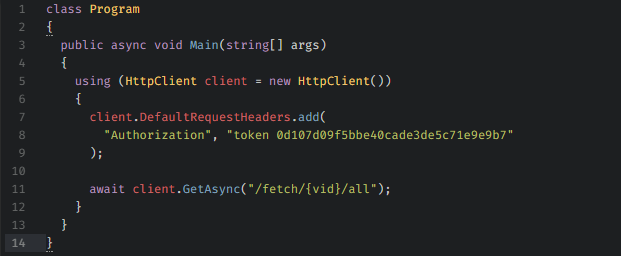 1 class Program
2 {
3 public async void Main(string[] args)
4 {
5 using (HttpClient client = new HttpClient())
6 {
7 client.DefaultRequestHeaders.add(
8 "Authorization", "token 0d107d09f5bbe40cade3de5c71e9e9b7"
9 );
10
11 await client.GetAsync("/fetch/{vid}/all");
12 }
13 }
14 }